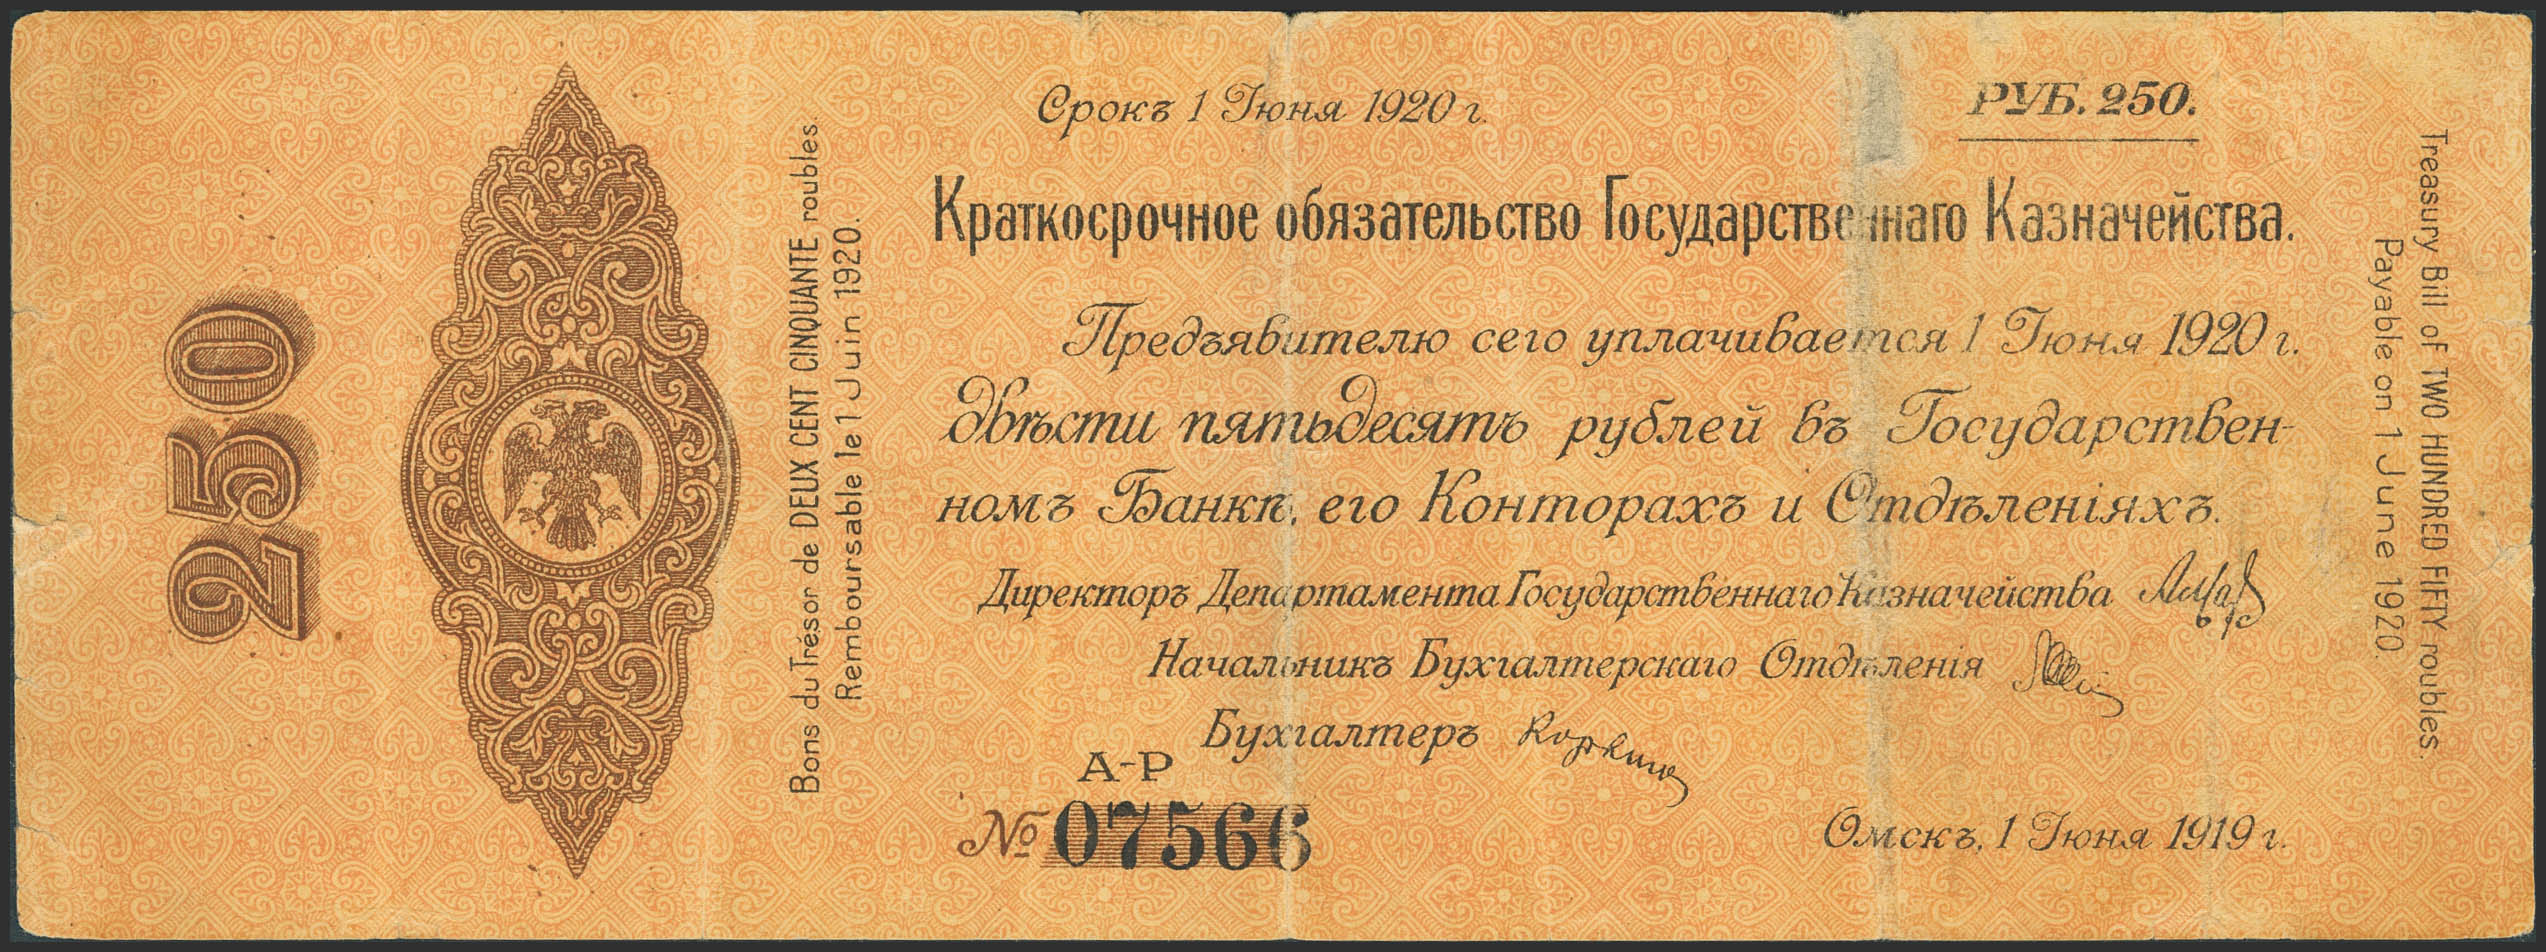 250
Bons du Trésor de DEUX CENT CINQUANTE roubles.
Remboursable le 1 Juin 1920.
Срокъ 1 Іюня 1920 г.
РУБ. 250.
Краткосрочное обязательство Государственнаго Казначейства.
Предъявителю сего уплачивается 1 Іюня 1920 г.
двѣсти пятьдесятъ рублей въ Государствен-
номъ Банкѣ, его Конторахъ и Отдѣленіяхъ.
Директоръ Департамента Государственнаго Казначейства
Начальникъ Бухгалтерскаго Отдѣленія
Бухгалтеръ
А-Р
№ 07566
Омскъ, 1 Іюня 1919 г.
Treasury Bill of TWO HUNDRED FIFTY roubles.
Payable on 1 June 1920.